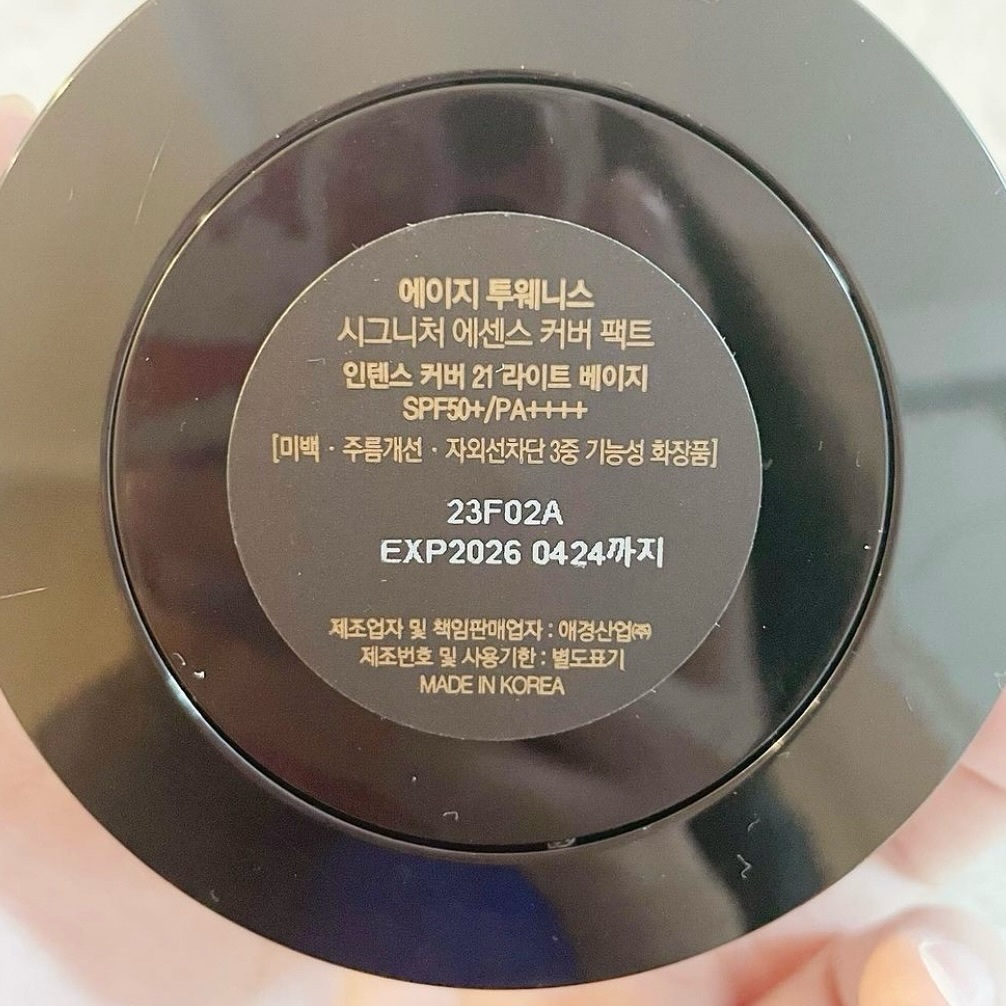 에이지 투웨니스
시그니처 에센스 커버 팩트
인텐스 커버 21 라이트 베이지
SPF50+/PA++++
[미백 · 주름개선 · 자외선차단 3중 기능성 화장품]
23F02A
EXP2026 0424까지
제조업자 및 책임판매업자 : 애경산업㈜
제조번호 및 사용기한 : 별도표기
MADE IN KOREA